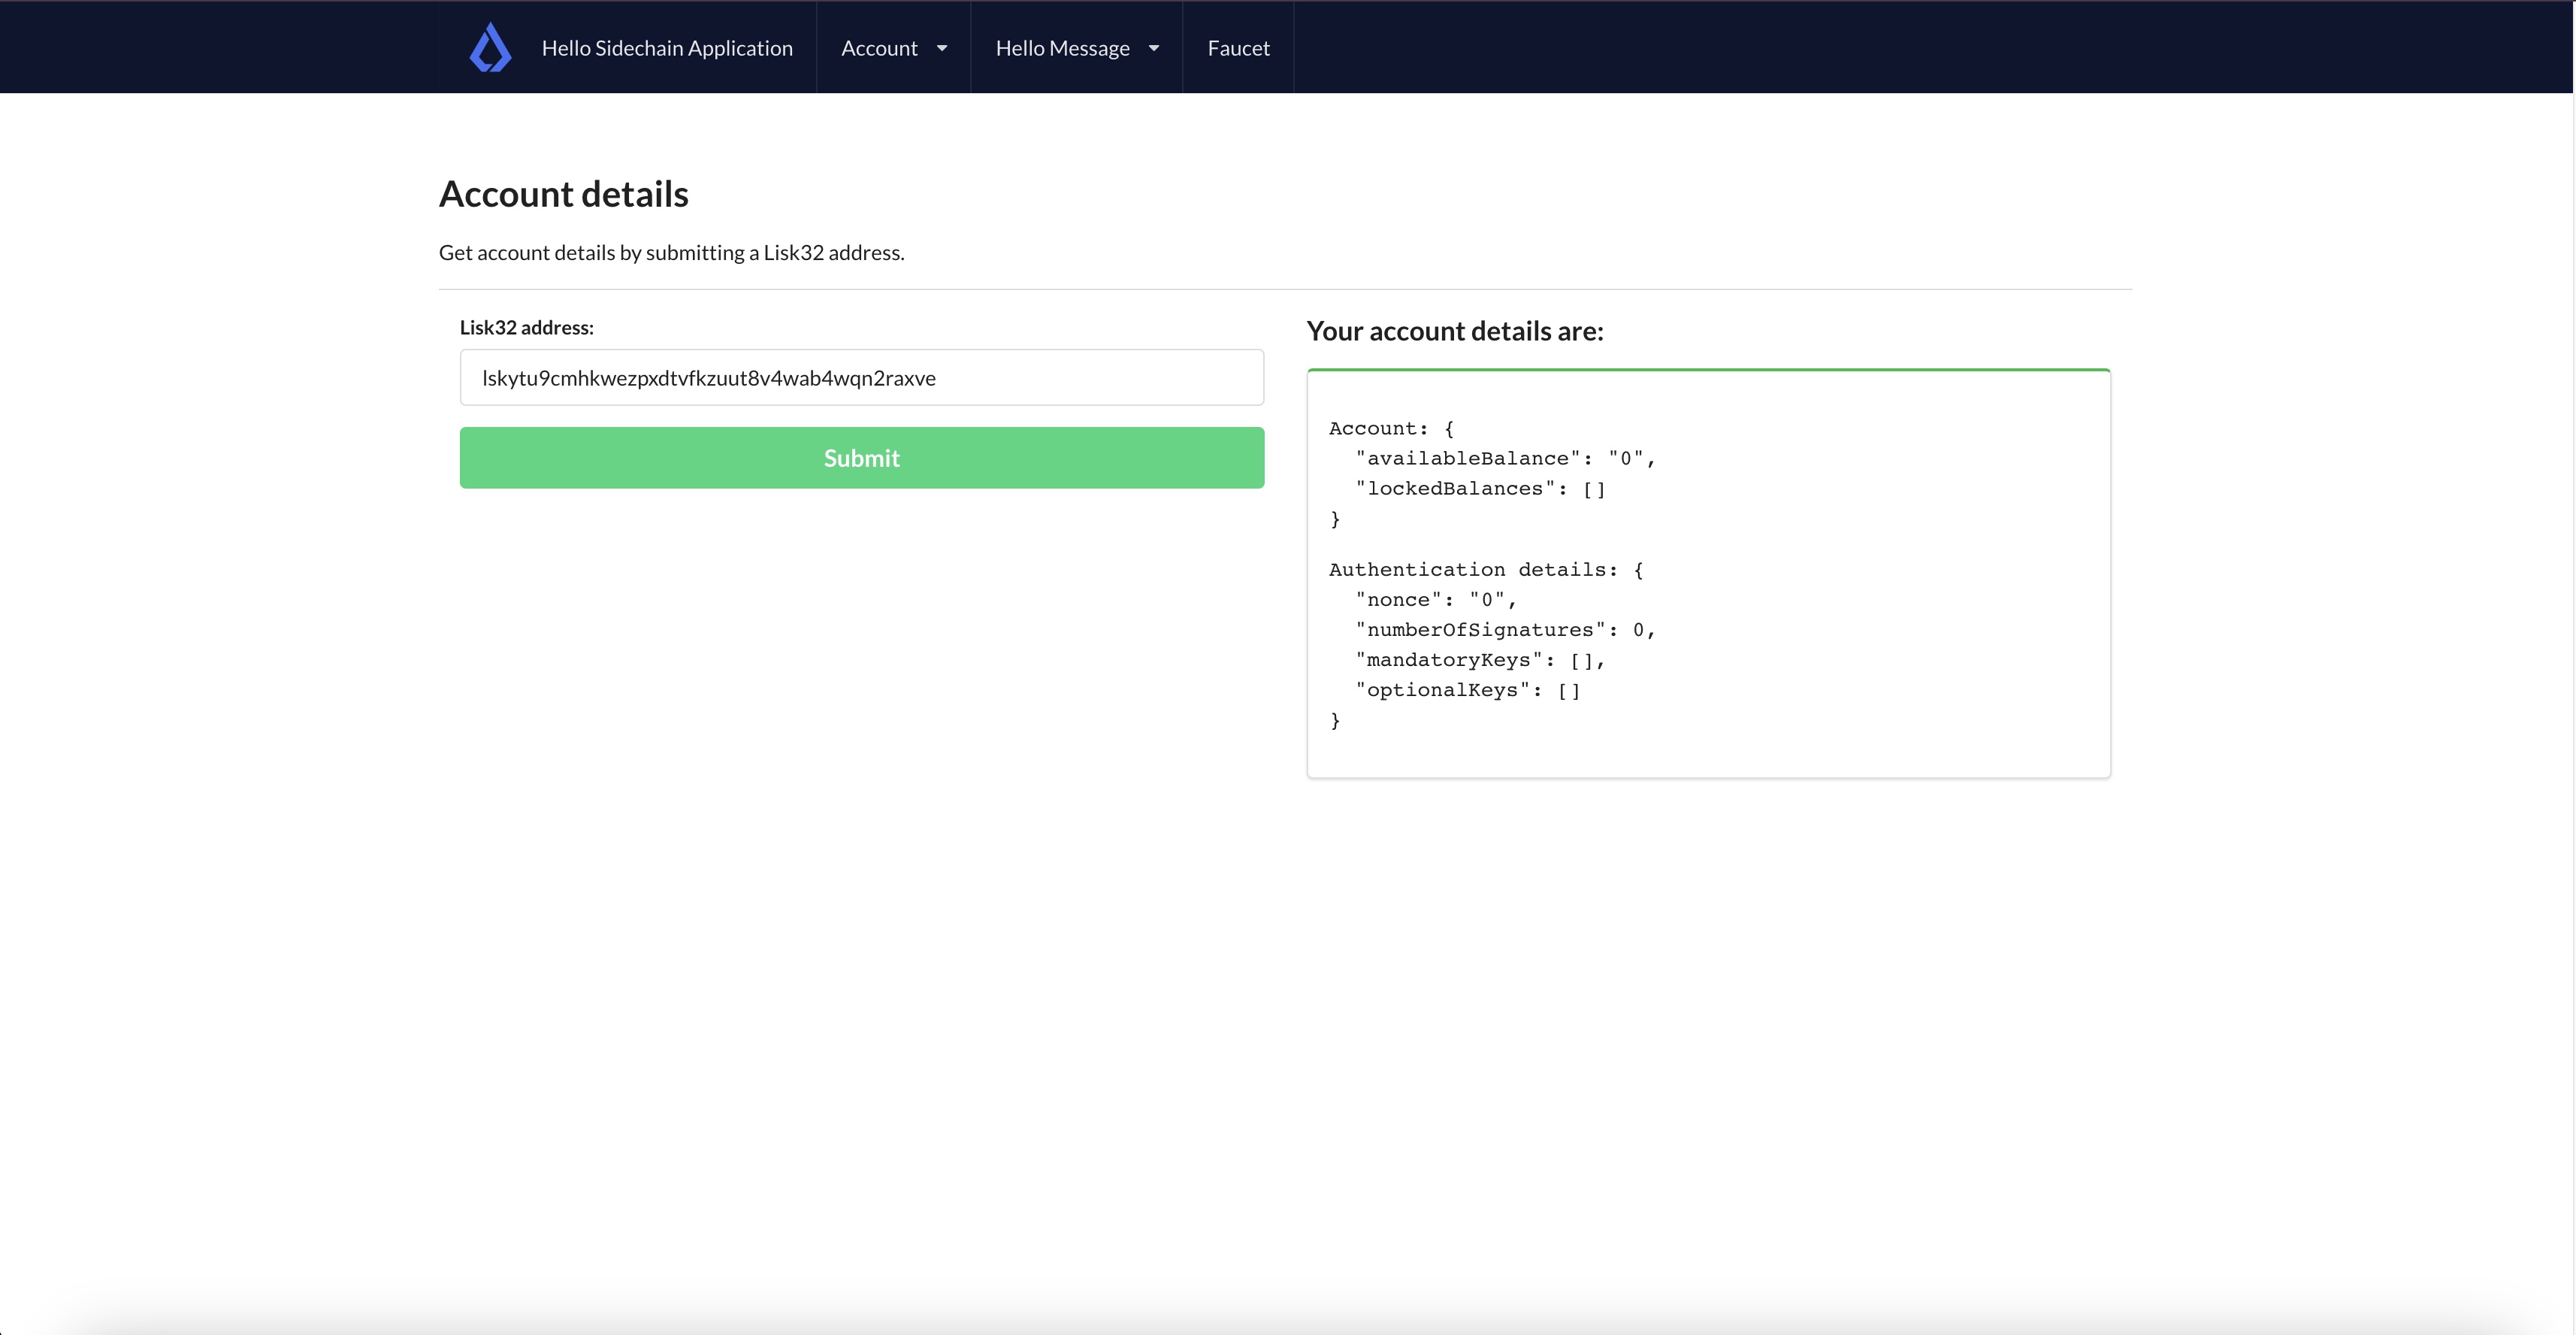 Hello Sidechain Application Account Hello Message Faucet
Account details
Get account details by submitting a Lisk32 address.
Lisk32 address:
lskytu9cmhkwezpxdtvfkzuut8v4wab4wqn2raxve
Submit
Your account details are:
Account: {
"availableBalance": "0",
"lockedBalances": []
}
Authentication details: {
"nonce": "0",
"numberOfSignatures": 0,
"mandatoryKeys": [],
"optionalKeys": []
}